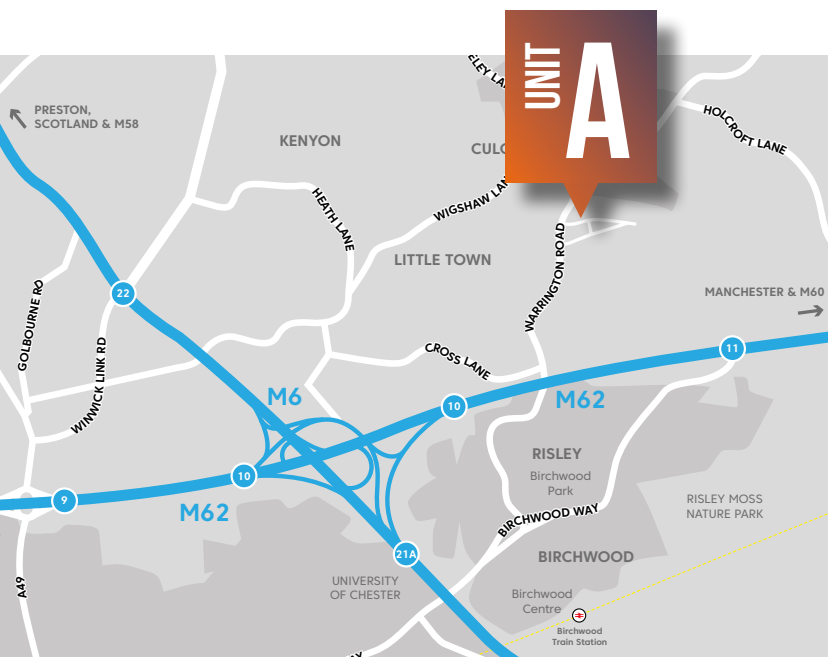 UNIT
A
PRESTON,
SCOTLAND & M58
KENYON
HOLCROFT LANE
HEATH LANE
WIGSHAW LAN
LITTLE TOWN
WARRINGTON ROAD
MANCHESTER & M60
22
GOLBOURNE RD
WINWICK LINK RD
11
CROSS LANE
M6
M62
10
RISLEY
Birchwood
Park
10
9
M62
RISLEY MOSS
NATURE PARK
BIRCHWOOD WAY
21A
BIRCHWOOD
A49
UNIVERSITY
OF CHESTER
Birchwood
Centre
Birchwood
Train Station